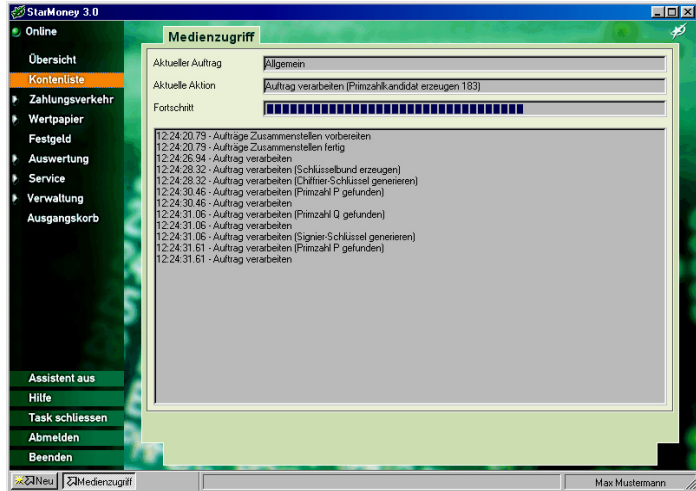 StarMoney 3.0
Online
Übersicht
Kontenliste
Zahlungsverkehr
Wertpapier
Festgeld
Auswertung
Service
Verwaltung
Ausgangskorb
Assistent aus
Hilfe
Task schliessen
Abmelden
Beenden
Medienzugriff
Aktueller Auftrag
Allgemein
Aktuelle Aktion
Auftrag verarbeiten (Primzahlkandidat erzeugen 183)
Fortschritt
12:24:20.79 - Aufträge Zusammenstellen vorbereiten
12:24:20.79 - Aufträge Zusammenstellen fertig
12:24:26.94 - Auftrag verarbeiten
12:24:28.32 - Auftrag verarbeiten (Schlüsselbund erzeugen)
12:24:28.32 - Auftrag verarbeiten (Chiffrier-Schlüssel generieren)
12:24:30.46 - Auftrag verarbeiten (Primzahl P gefunden)
12:24:30.46 - Auftrag verarbeiten
12:24:31.06 - Auftrag verarbeiten (Primzahl Q gefunden)
12:24:31.06 - Auftrag verarbeiten
12:24:31.06 - Auftrag verarbeiten (Signier-Schlüssel generieren)
12:24:31.61 - Auftrag verarbeiten (Primzahl P gefunden)
12:24:31.61 - Auftrag verarbeiten
Neu
Medienzugriff
Max Mustermann